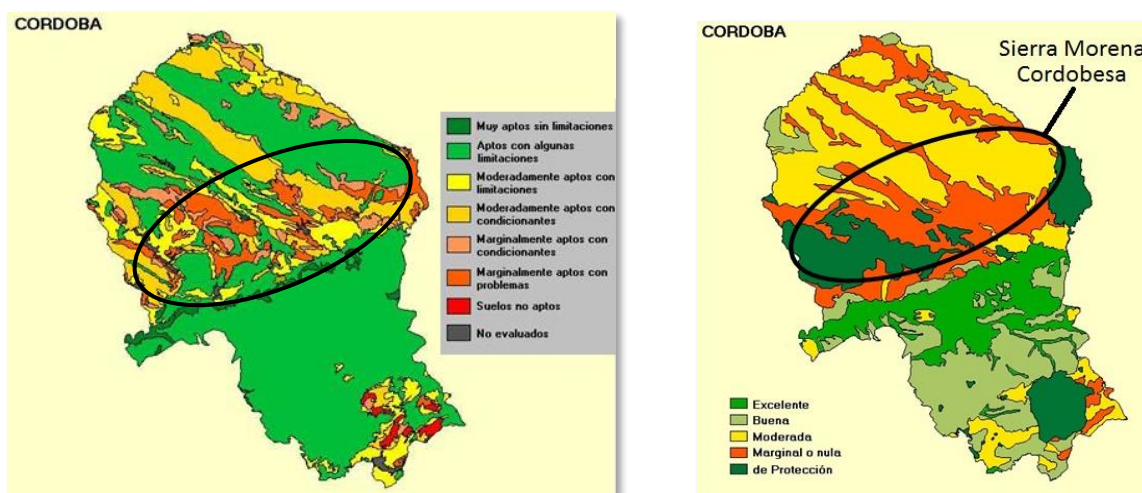 CORDOBA
Muy aptos sin limitaciones
Aptos con algunas
limitaciones
Moderadamente aptos con
limitaciones
Moderadamente aptos con
condicionantes
Marginalmente aptos con
condicionantes
Marginalmente aptos con
problemas
Suelos no aptos
No evaluados
CORDOBA
Sierra Morena
Cordobesa
Excelente
Buena
Moderada
Marginal o nula
de Protección